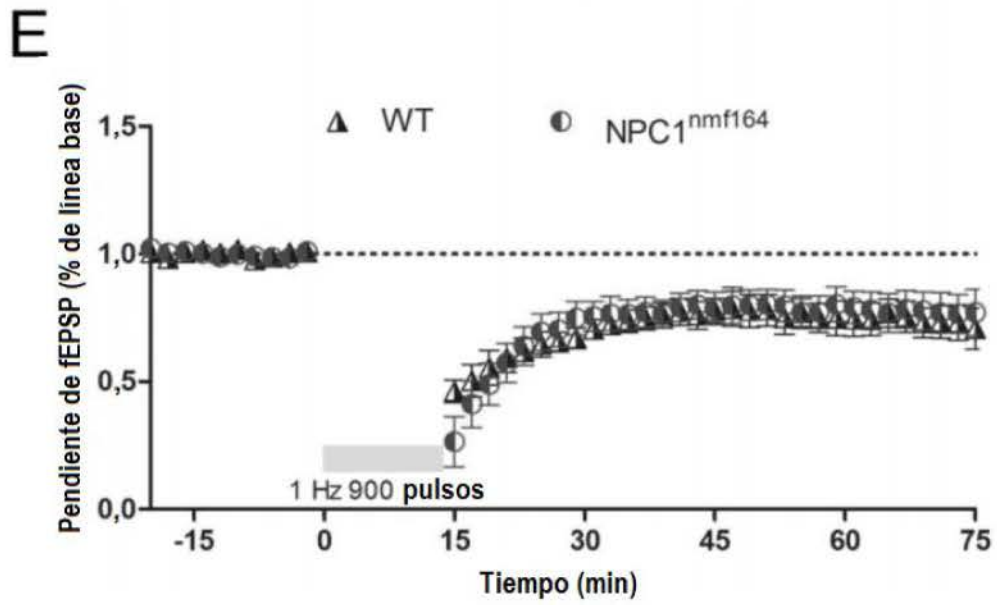 E
WT
NPC1nmf164
Pendiente de fEPSP (% de línea base)
1,5
1,0
0,5
0,0
1 Hz 900 pulsos
-15 0 15 30 45 60 75
Tiempo (min)